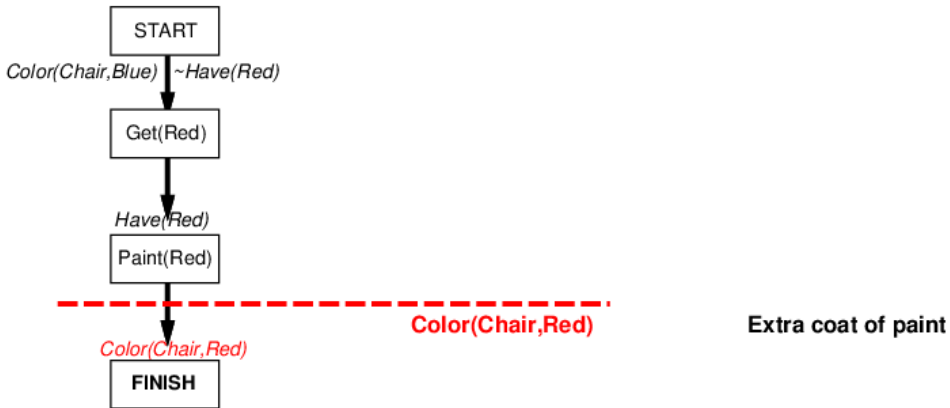 START
Color(Chair,Blue) ~Have(Red)
Get(Red)
Have(Red)
Paint(Red)
Color(Chair,Red) Extra coat of paint
Color(Chair,Red)
FINISH